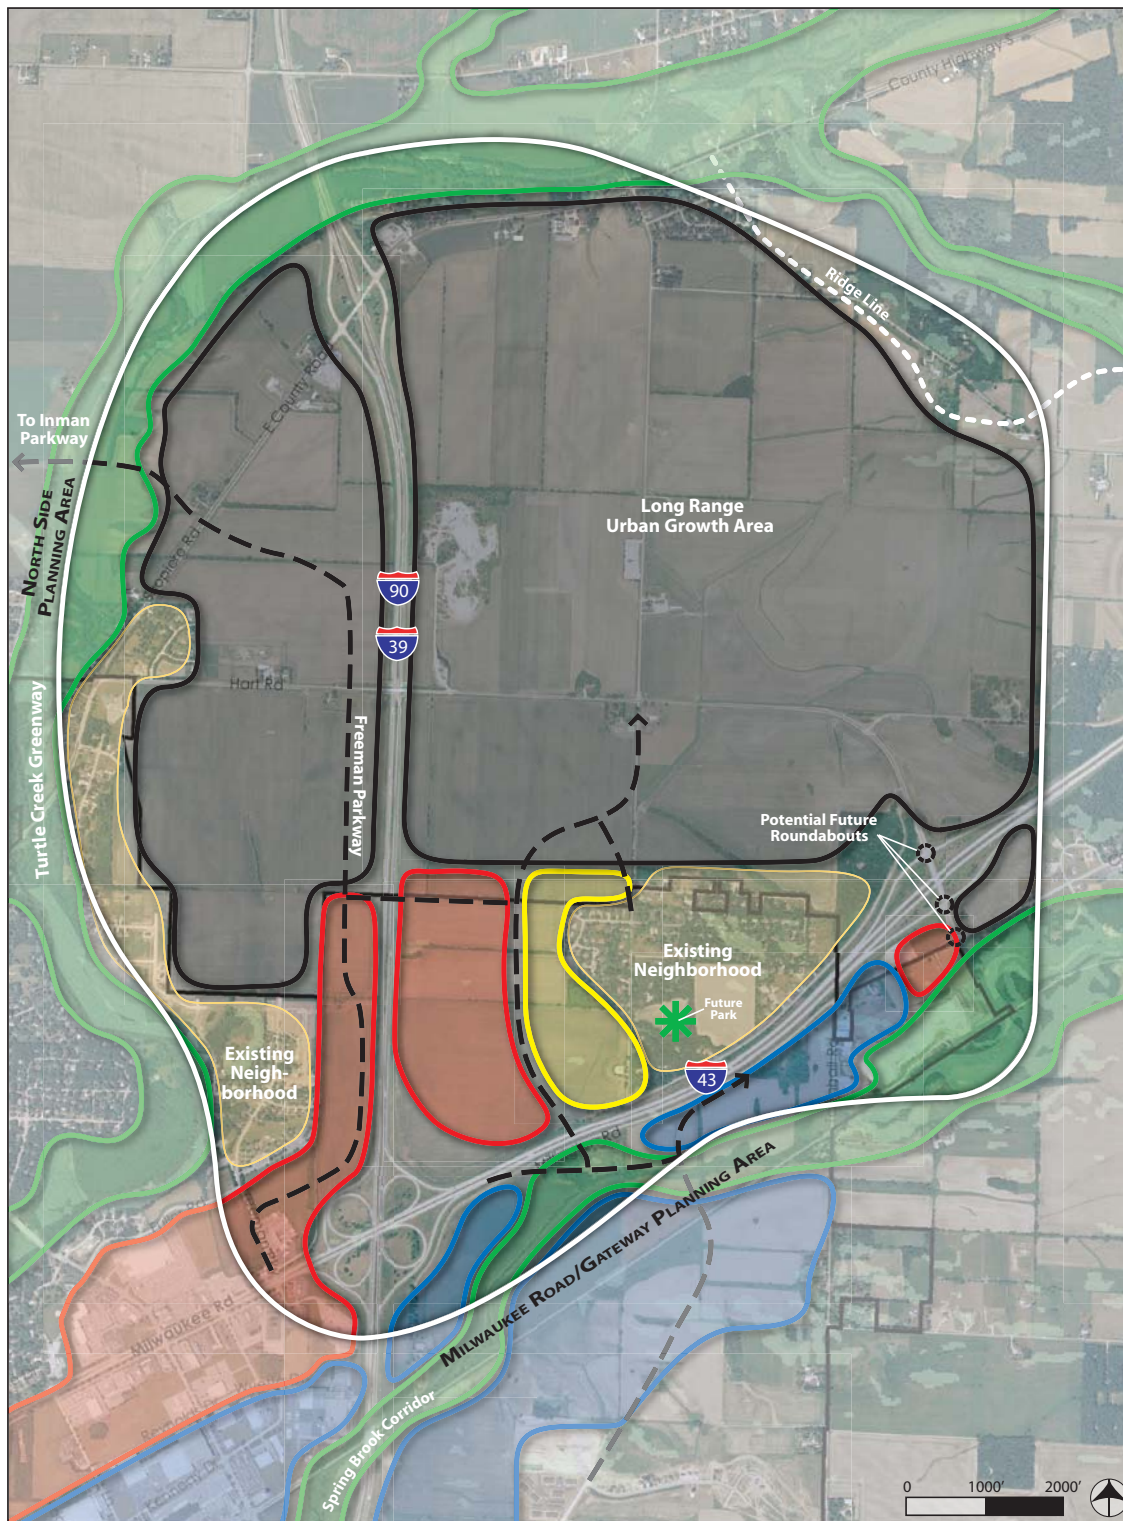 County Highway S
Ridge Line
To Inman
Parkway
E County Road
NORTH SIDE
PLANNING AREA
Long Range
Urban Growth Area
90
39
Hart Rd
Turtle Creek Greenway
Freeman Parkway
Potential Future
Roundabouts
Existing
Neighborhood
Future
Park
Existing
Neigh-
borhood
43
MILWAUKEE ROAD/GATEWAY PLANNING AREA
Milwaukee Rd
Spring Brook Corridor
0 1000' 2000'